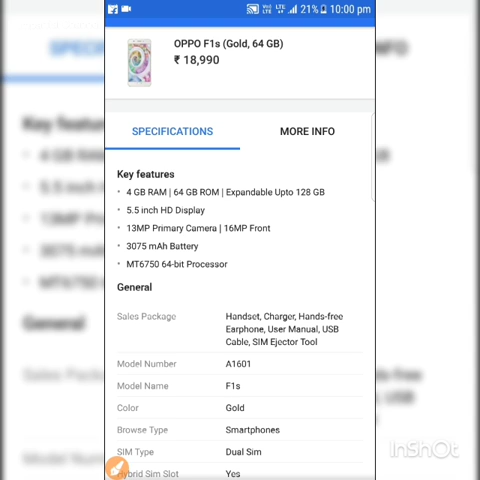 VoLTE LTE 21% 10:00 pm
OPPO F1s (Gold, 64 GB)
₹ 18,990
SPECIFICATIONS MORE INFO
Key features
• 4 GB RAM | 64 GB ROM | Expandable Upto 128 GB
• 5.5 inch HD Display
• 13MP Primary Camera | 16MP Front
• 3075 mAh Battery
• MT6750 64-bit Processor
General
Sales Package Handset, Charger, Hands-free
Earphone, User Manual, USB
Cable, SIM Ejector Tool
Model Number A1601
Model Name F1s
Color Gold
Browse Type Smartphones
SIM Type Dual Sim
Hybrid Sim Slot Yes
InShOt